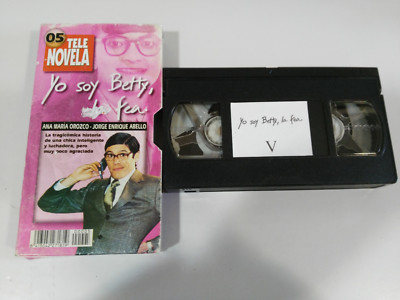 05
TELE
NOVELA
Yo soy Betty,
la fea
ANA MARÍA OROZCO - JORGE ENRIQUE ABELLO
La tragicómica historia
de una chica inteligente
y luchadora, pero
muy poco agraciada
Yo soy Betty, la fea
V